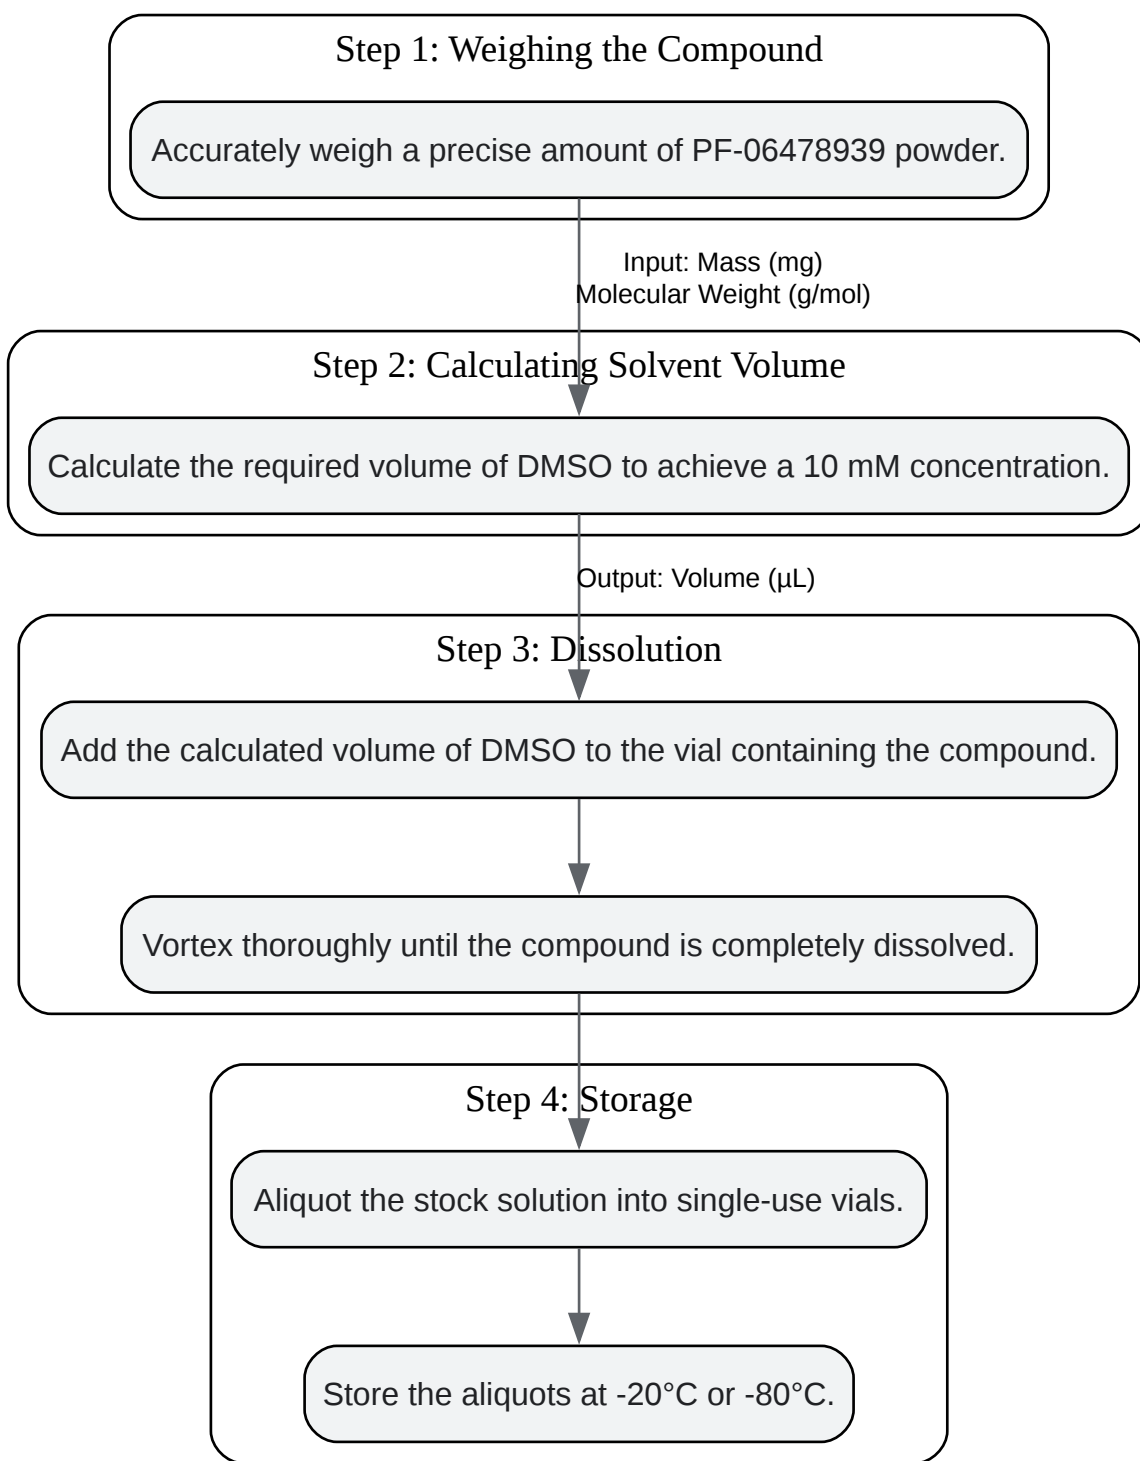 Step 1: Weighing the Compound
Accurately weigh a precise amount of PF-06478939 powder.
Input: Mass (mg)
Molecular Weight (g/mol)
Step 2: Calculating Solvent Volume
Calculate the required volume of DMSO to achieve a 10 mM concentration.
Output: Volume (µL)
Step 3: Dissolution
Add the calculated volume of DMSO to the vial containing the compound.
Vortex thoroughly until the compound is completely dissolved.
Step 4: Storage
Aliquot the stock solution into single-use vials.
Store the aliquots at -20°C or -80°C.